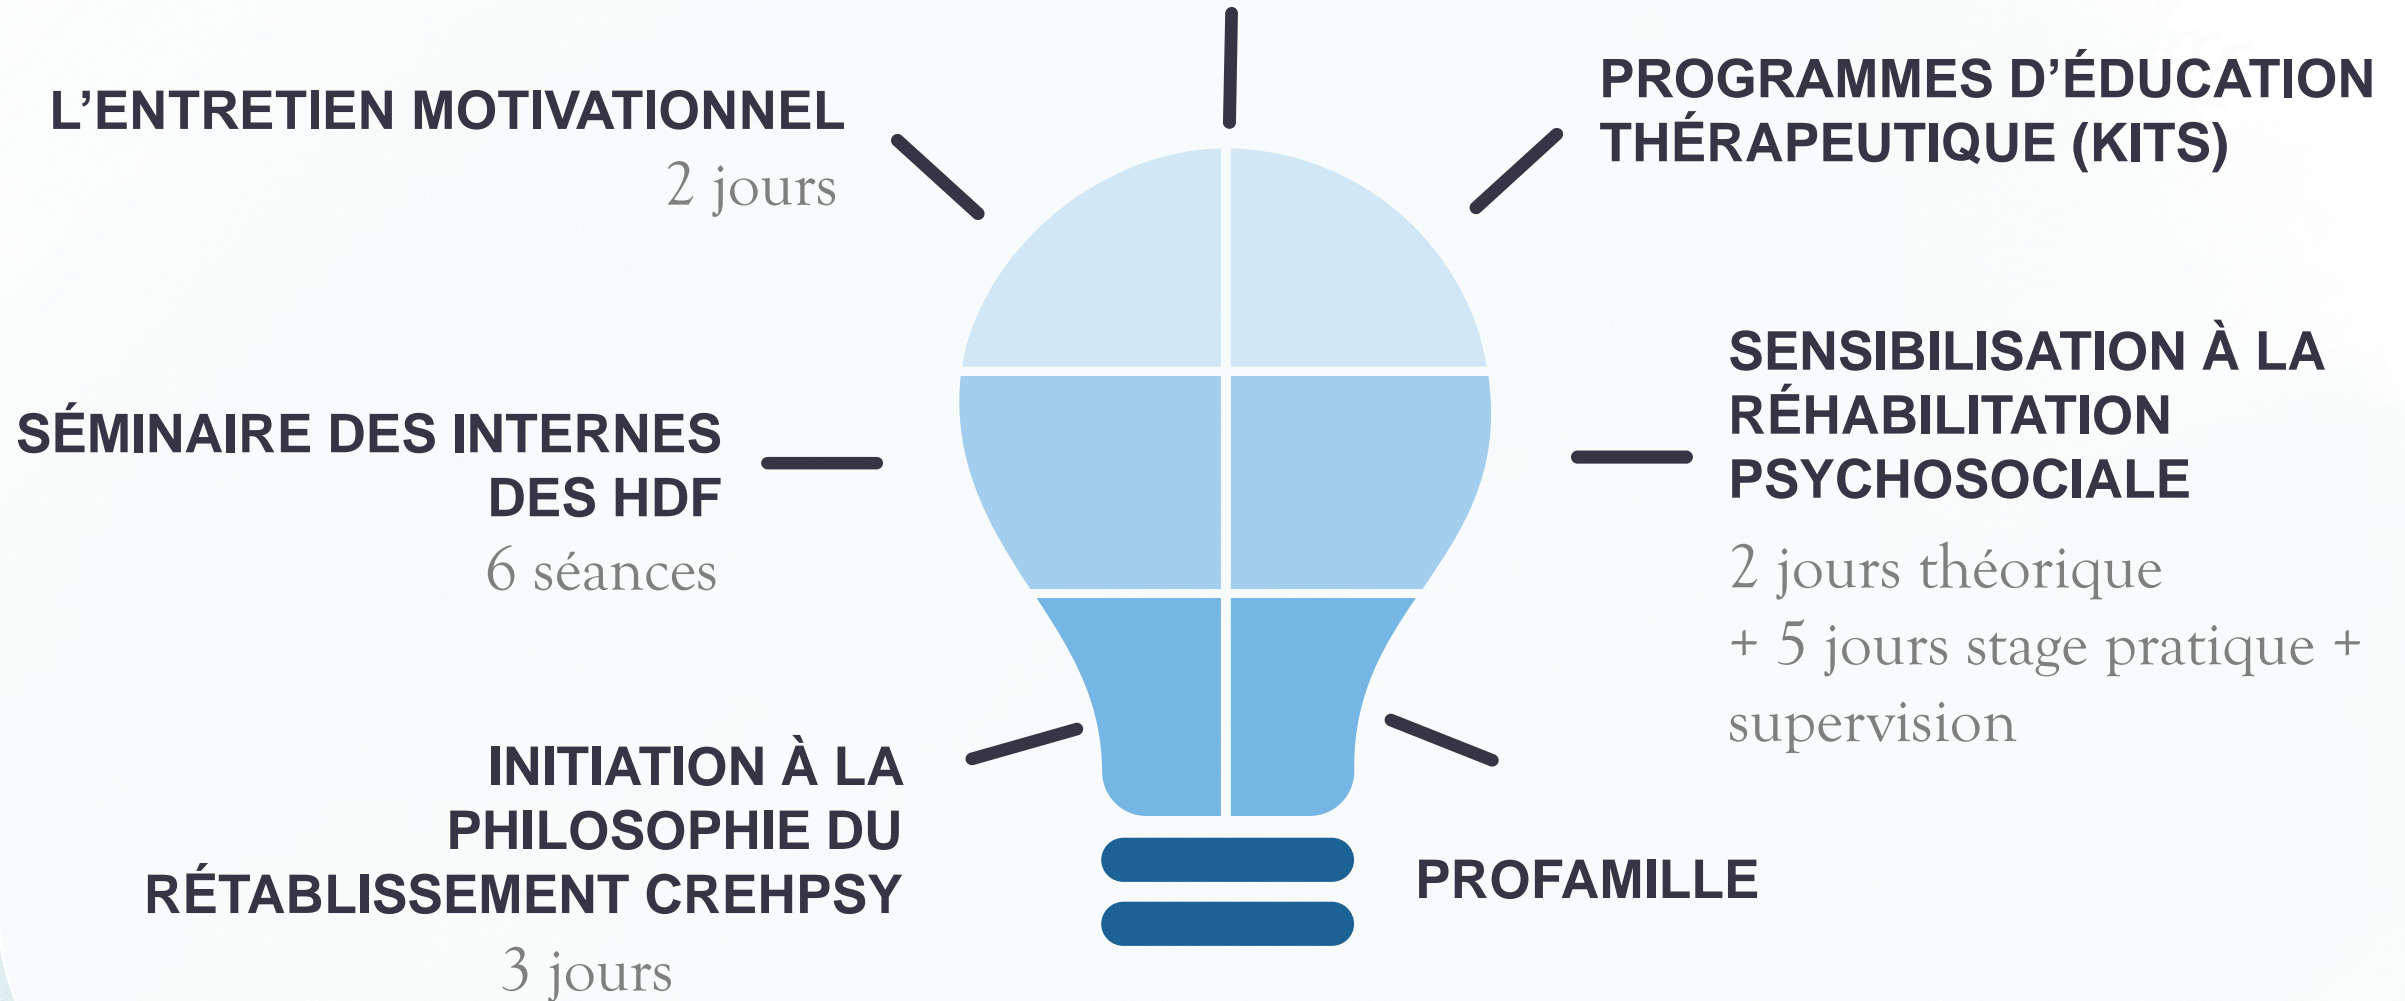 L’ENTRETIEN MOTIVATIONNEL
2 jours
SÉMINAIRE DES INTERNES
DES HDF
6 séances
INITIATION À LA
PHILOSOPHIE DU
RÉTABLISSEMENT CREHPSY
3 jours
PROGRAMMES D’ÉDUCATION
THÉRAPEUTIQUE (KITS)
SENSIBILISATION À LA
RÉHABILITATION
PSYCHOSOCIALE
2 jours théorique
+ 5 jours stage pratique +
supervision
PROFAMILLE